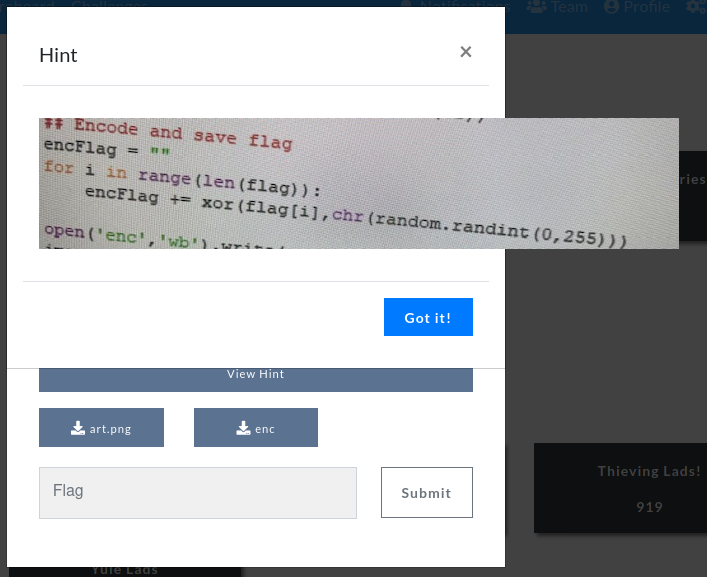 Notifications Team Profile
Hint ×
## Encode and save flag
encFlag = ""
for i in range(len(flag)):
encFlag += xor(flag[i],chr(random.randint(0,255)))
open('enc','wb').write(
Got it!
View Hint
art.png enc
Flag Submit
ries
Thieving Lads!
919
Yule Lads